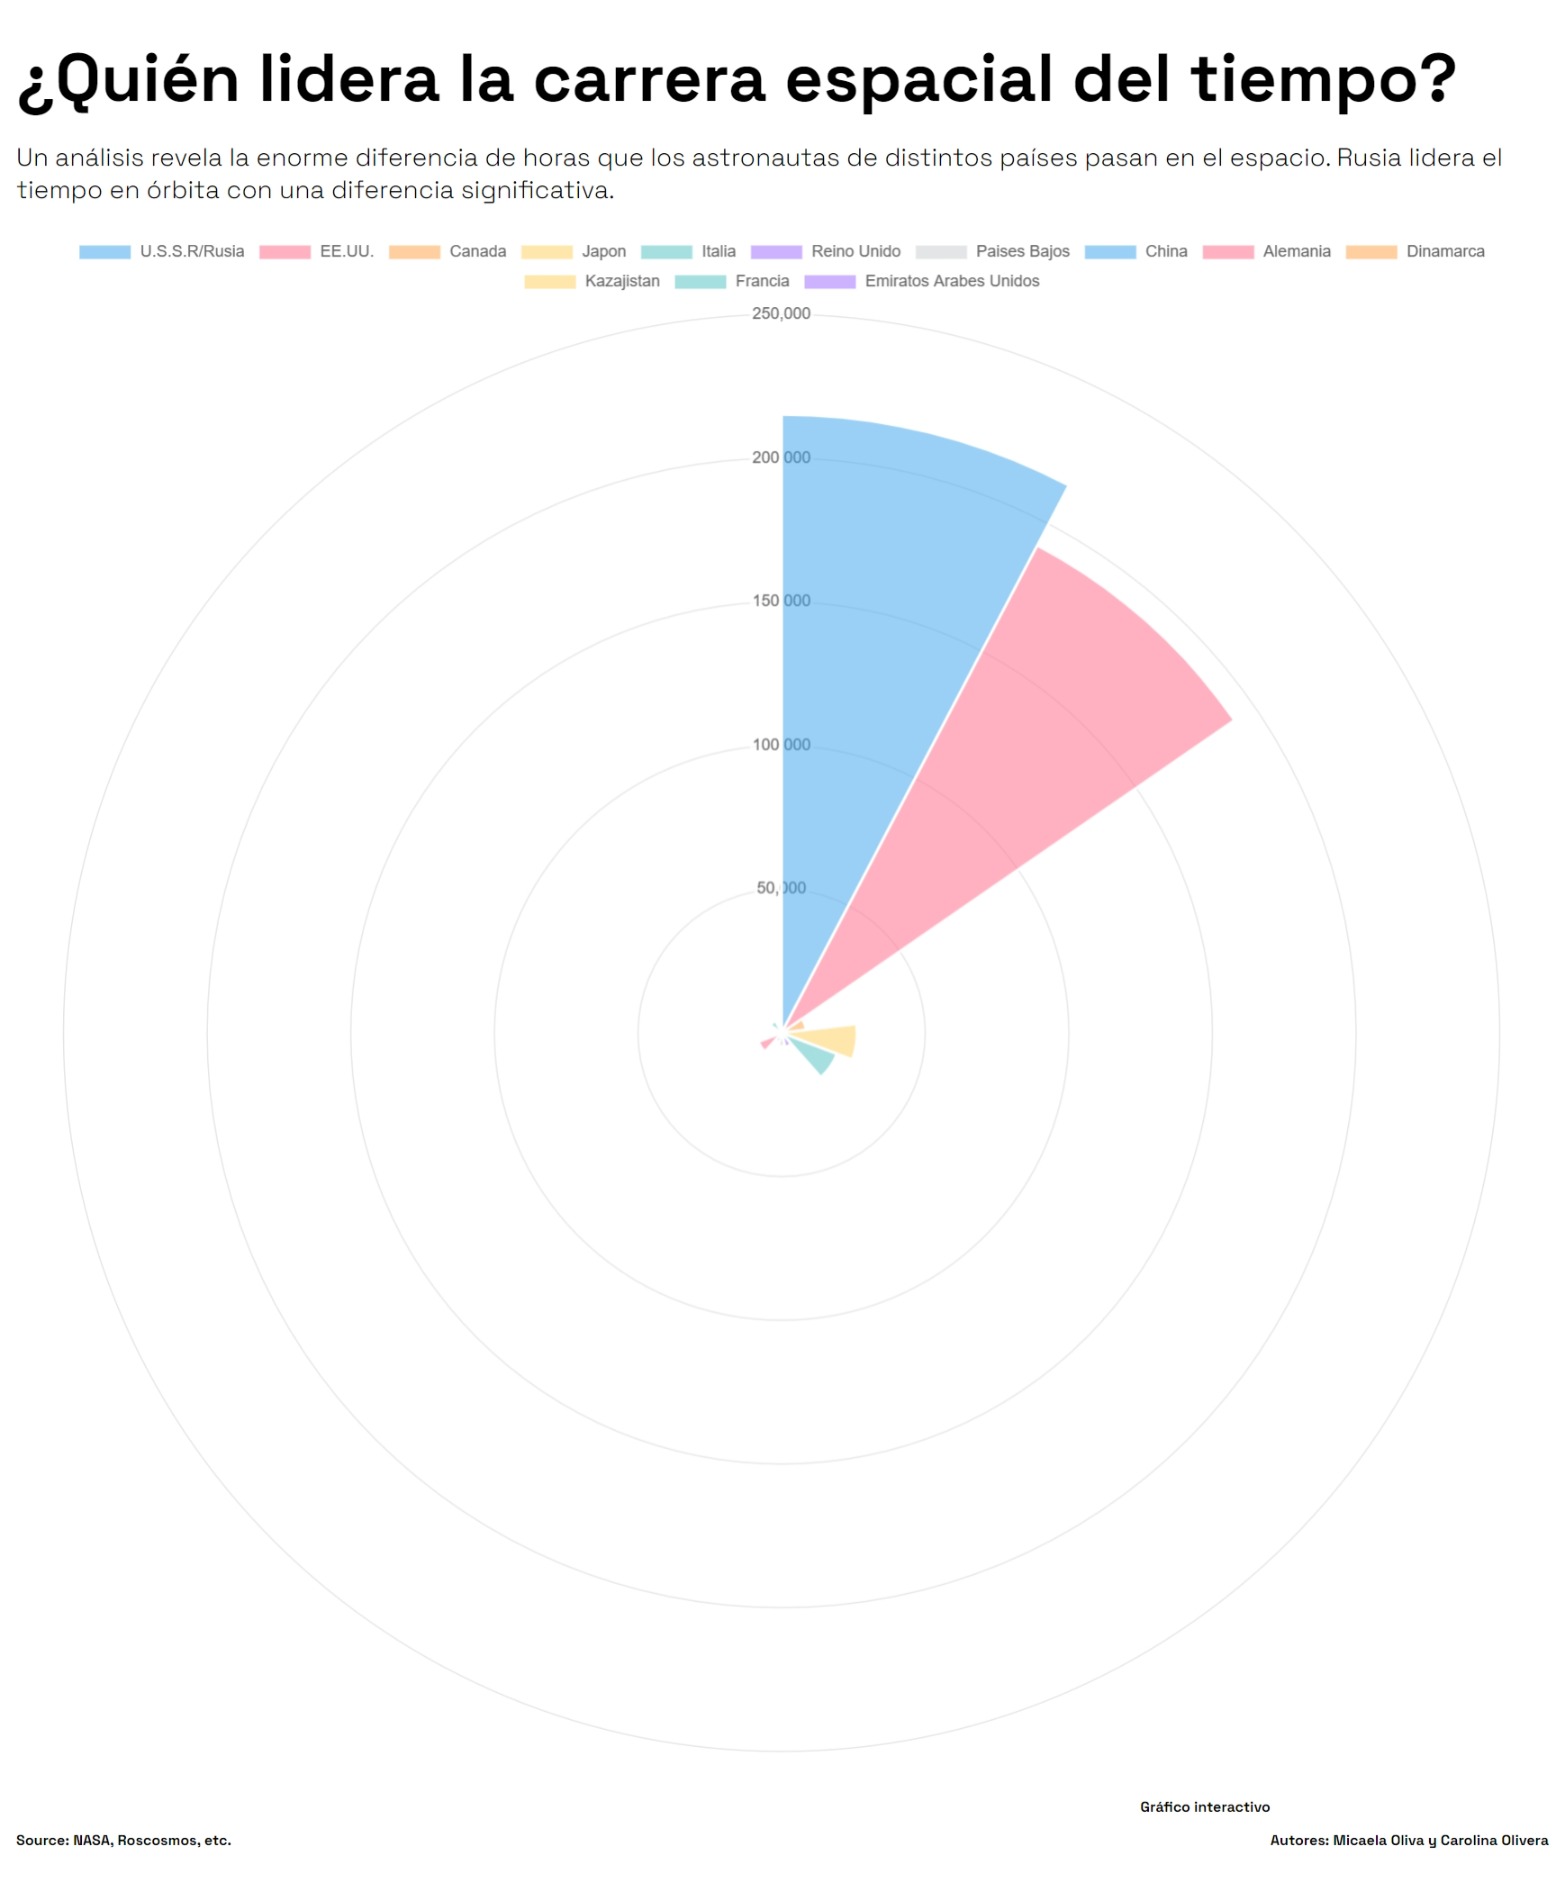 ¿Quién lidera la carrera espacial del tiempo?
Un análisis revela la enorme diferencia de horas que los astronautas de distintos países pasan en el espacio. Rusia lidera el
tiempo en órbita con una diferencia significativa.
U.S.S.R/Rusia EE.UU. Canada Japon Italia Reino Unido Paises Bajos China Alemania Dinamarca
Kazajistan Francia Emiratos Arabes Unidos
250,000
200 000
150 000
100 000
50,000
Gráfico interactivo
Source: NASA, Roscosmos, etc.
Autores: Micaela Oliva y Carolina Olivera